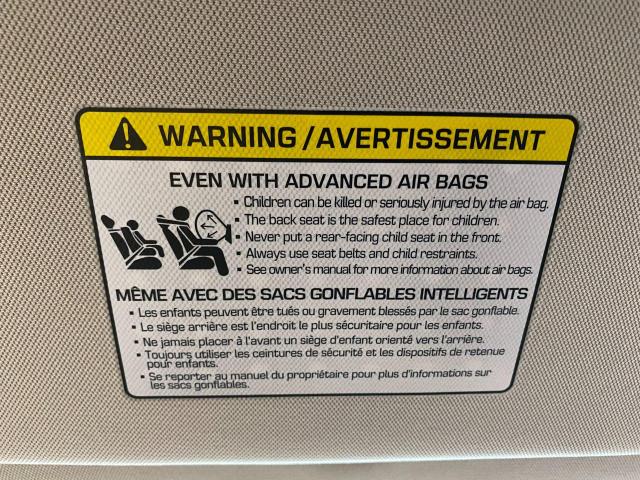 WARNING / AVERTISSEMENT
EVEN WITH ADVANCED AIR BAGS
▪ Children can be killed or seriously injured by the air bag.
▪ The back seat is the safest place for children.
▪ Never put a rear-facing child seat in the front.
▪ Always use seat belts and child restraints.
▪ See owner's manual for more information about air bags.
MÊME AVEC DES SACS GONFLABLES INTELLIGENTS
▪ Les enfants peuvent être tués ou gravement blessés par le sac gonflable.
▪ Le siège arrière est l'endroit le plus sécuritaire pour les enfants.
▪ Ne jamais placer à l'avant un siège d'enfant orienté vers l'arrière.
▪ Toujours utiliser les ceintures de sécurité et les dispositifs de retenue
pour enfants.
▪ Se reporter au manuel du propriétaire pour plus d'informations sur
les sacs gonflables.